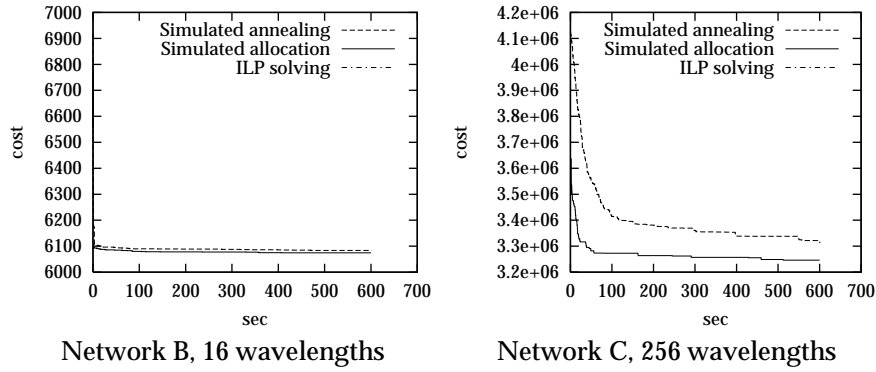 7000
6900
6800
6700
6600
6500
6400
6300
6200
6100
6000
cost
Simulated annealing
Simulated allocation
ILP solving
0 100 200 300 400 500 600 700
sec
Network B, 16 wavelengths
4.2e+06
4.1e+06
4e+06
3.9e+06
3.8e+06
3.7e+06
3.6e+06
3.5e+06
3.4e+06
3.3e+06
3.2e+06
cost
Simulated annealing
Simulated allocation
ILP solving
0 100 200 300 400 500 600 700
sec
Network C, 256 wavelengths